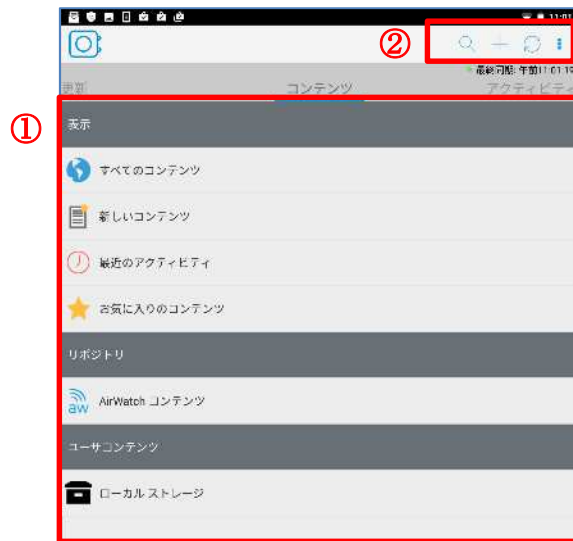 11:01
②
最終同期: 午前11:01:19
更新 コンテンツ アクティビティ
①
表示
すべてのコンテンツ
新しいコンテンツ
最近のアクティビティ
お気に入りのコンテンツ
リポジトリ
aw AirWatch コンテンツ
ユーザコンテンツ
ローカル ストレージ